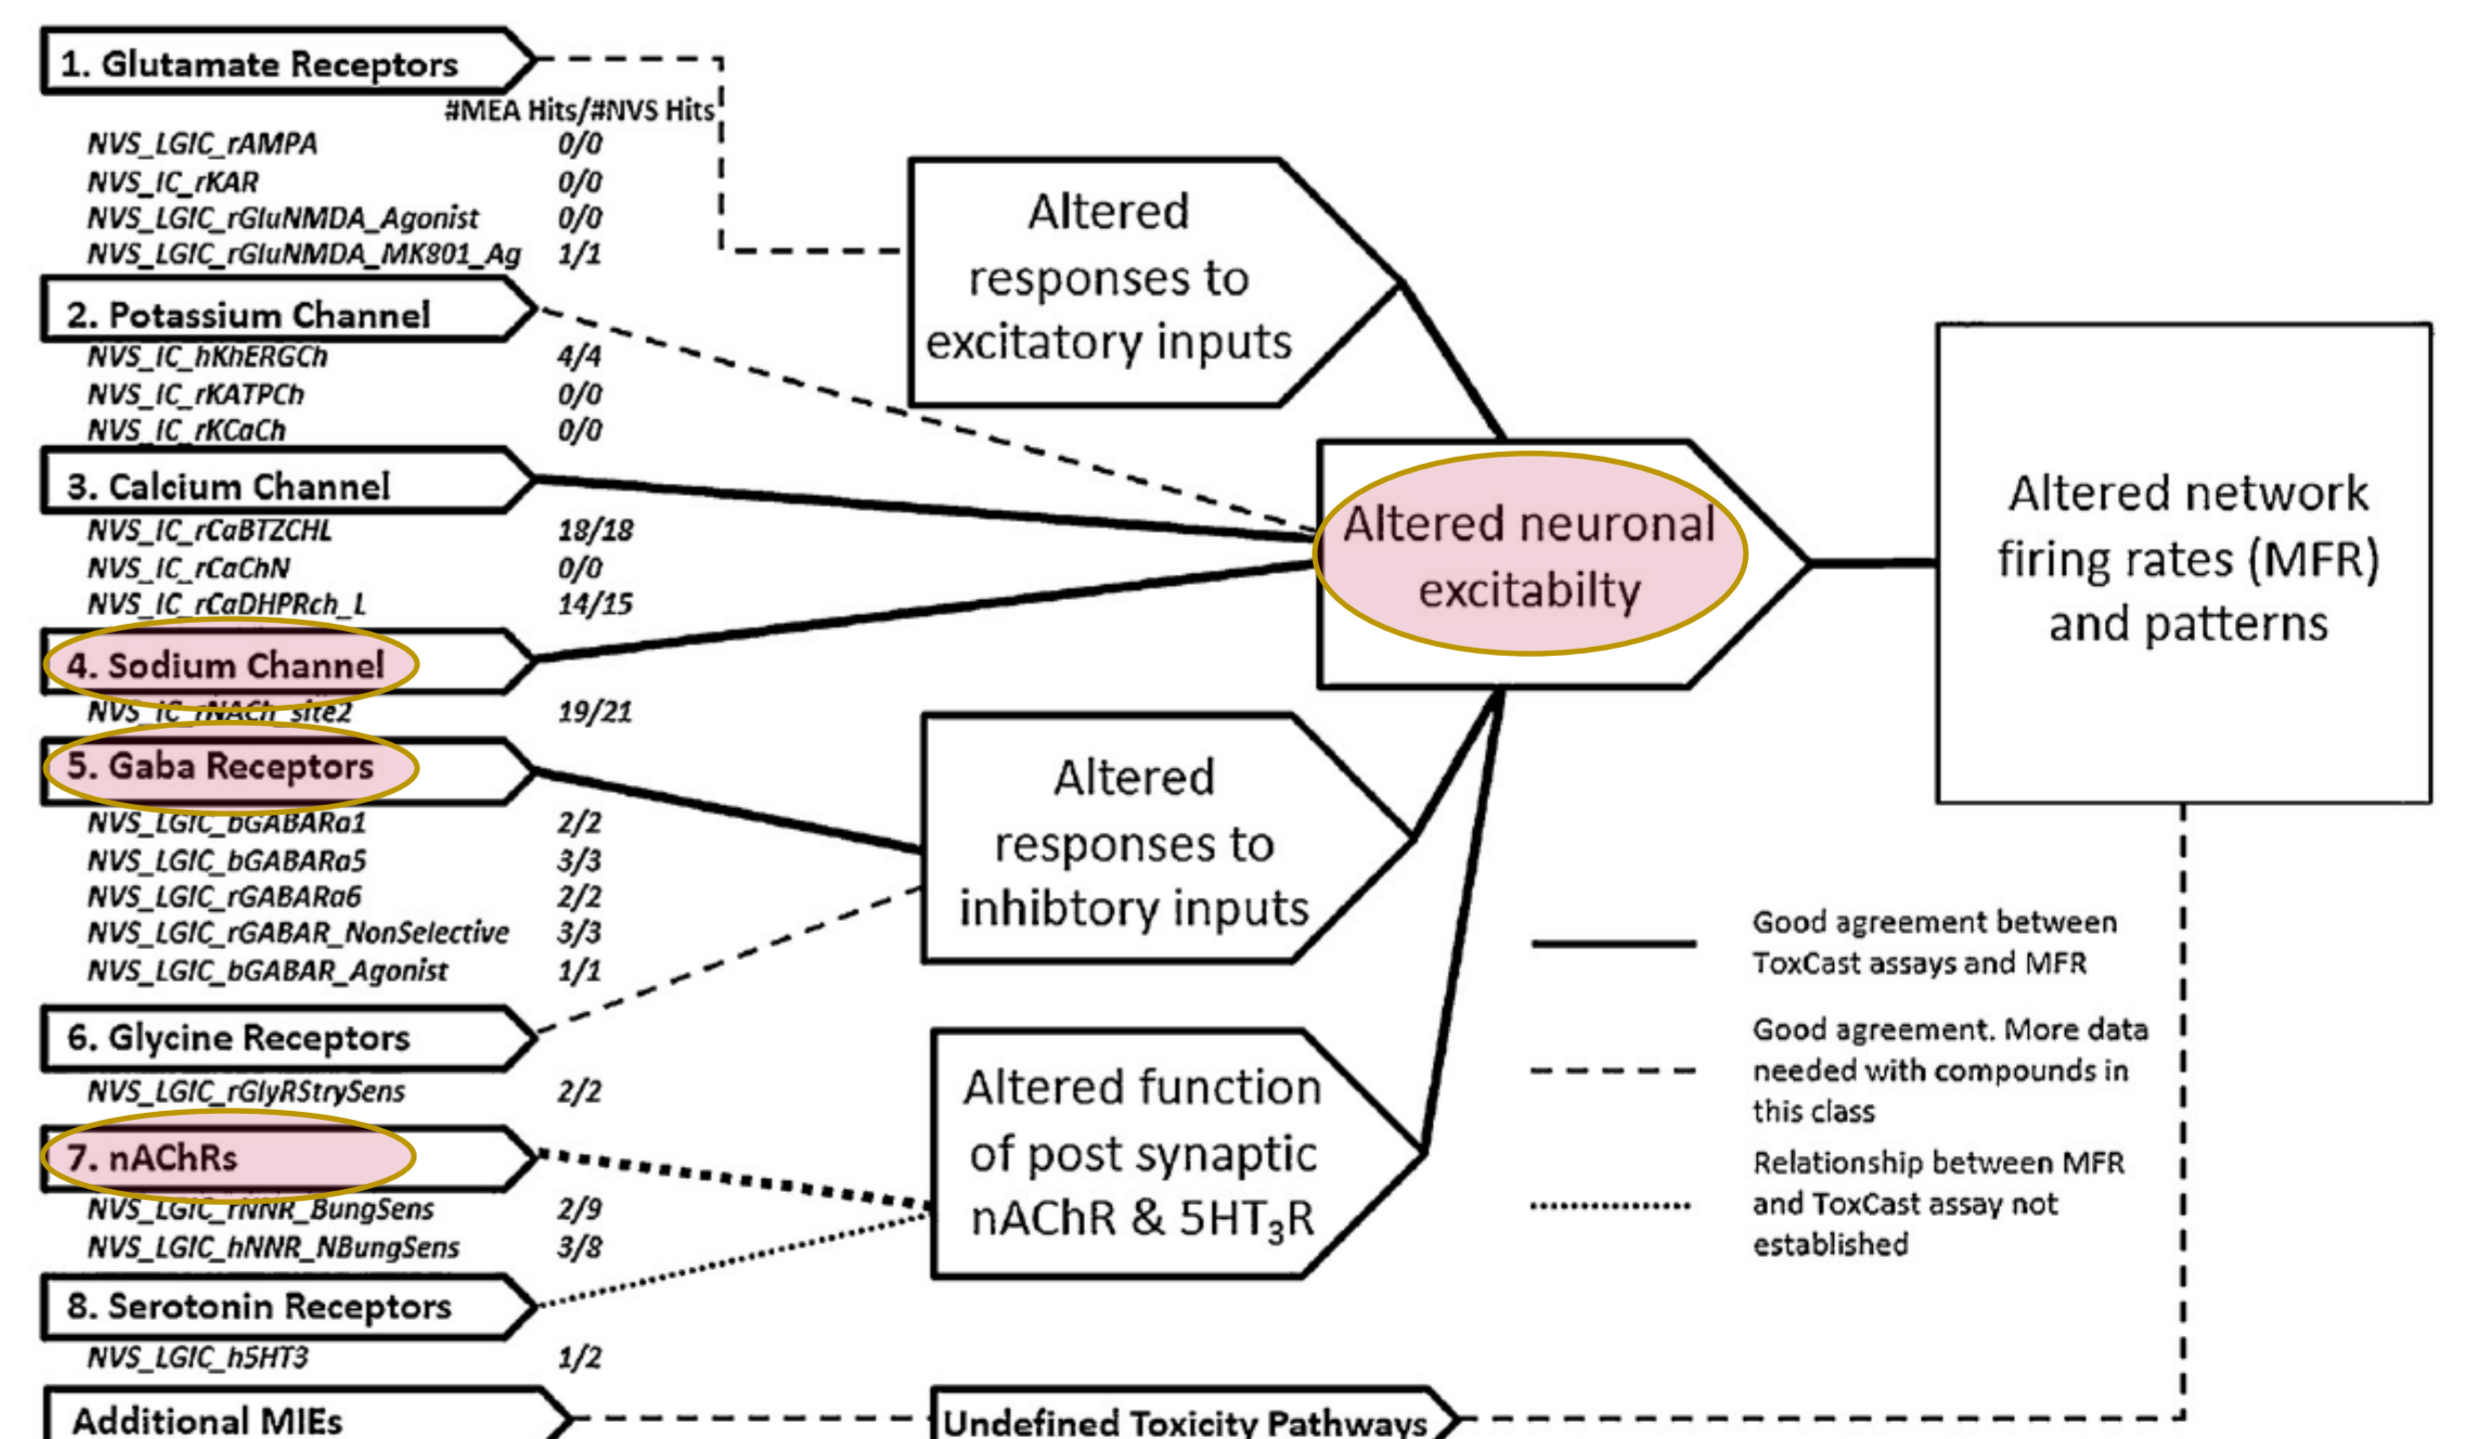 1. Glutamate Receptors
#MEA Hits/#NVS Hits
NVS_LGIC_rAMPA 0/0
NVS_IC_rKAR 0/0
NVS_LGIC_rGluNMDA_Agonist 0/0
NVS_LGIC_rGluNMDA_MK801_Ag 1/1
2. Potassium Channel
NVS_IC_hKhERGCh 4/4
NVS_IC_rKATPCh 0/0
NVS_IC_rKCaCh 0/0
3. Calcium Channel
NVS_IC_rCaBTZCHL 18/18
NVS_IC_rCaChN 0/0
NVS_IC_rCaDHPRch_L 14/15
4. Sodium Channel
NVS_IC_rNACh_site2 19/21
5. Gaba Receptors
NVS_LGIC_bGABARa1 2/2
NVS_LGIC_bGABARa5 3/3
NVS_LGIC_rGABARa6 2/2
NVS_LGIC_rGABAR_NonSelective 3/3
NVS_LGIC_bGABAR_Agonist 1/1
6. Glycine Receptors
NVS_LGIC_rGlyRStrySens 2/2
7. nAChRs
NVS_LGIC_rNNR_BungSens 2/9
NVS_LGIC_hNNR_NBungSens 3/8
8. Serotonin Receptors
NVS_LGIC_h5HT3 1/2
Additional MIEs
Altered
responses to
excitatory inputs
Altered neuronal
excitabilty
Altered
responses to
inhibtory inputs
Altered function
of post synaptic
nAChR & 5HT₃R
Undefined Toxicity Pathways
Altered network
firing rates (MFR)
and patterns
Good agreement between
ToxCast assays and MFR
Good agreement. More data
needed with compounds in
this class
Relationship between MFR
and ToxCast assay not
established